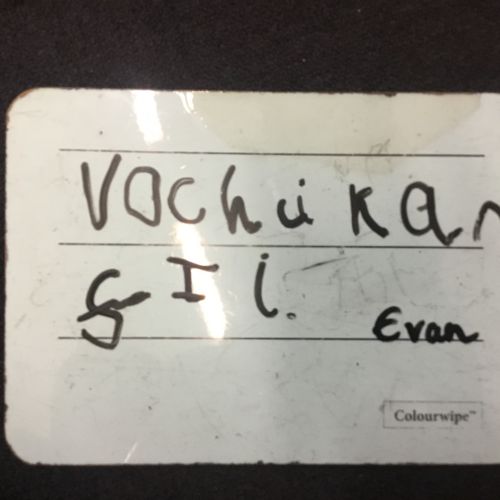 Vochukan
g I i.
Evan
Colourwipe™